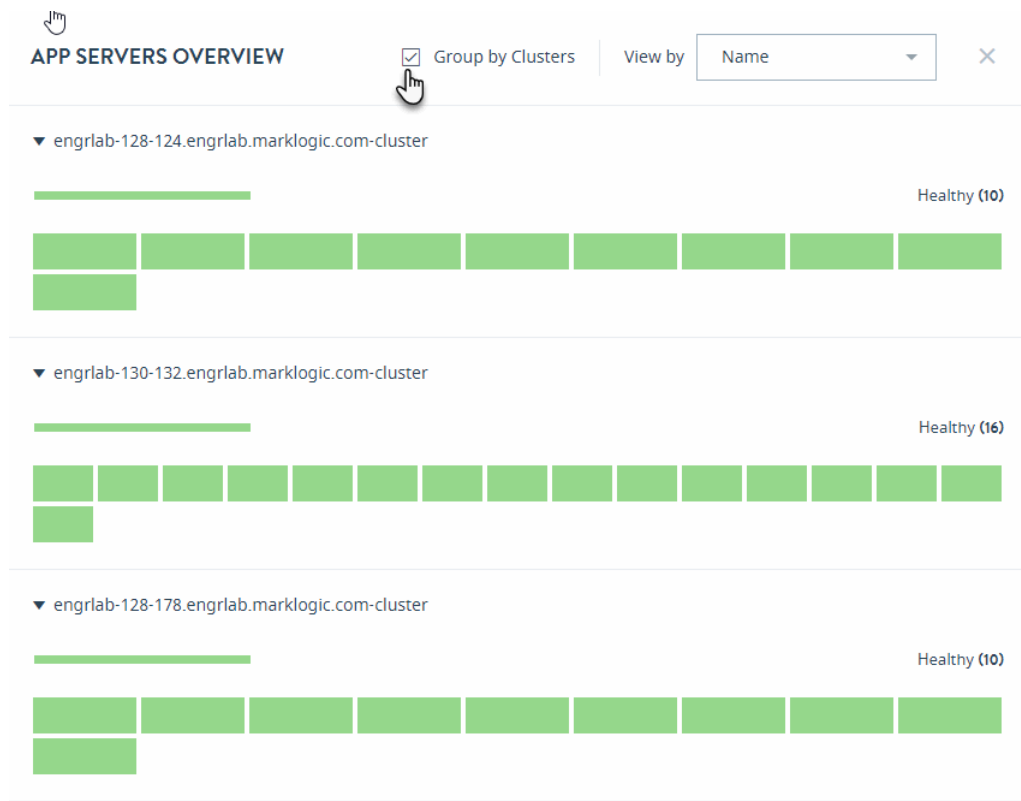 APP SERVERS OVERVIEW Group by Clusters View by Name
engrlab-128-124.engrlab.marklogic.com-cluster
Healthy (10)
engrlab-130-132.engrlab.marklogic.com-cluster
Healthy (16)
engrlab-128-178.engrlab.marklogic.com-cluster
Healthy (10)